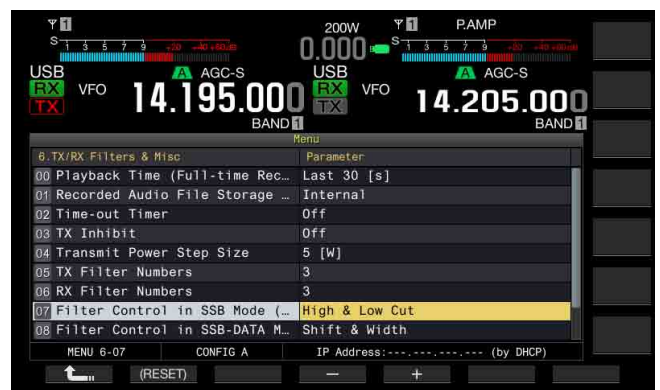 1 200W 1 P.AMP
S 1 3 5 7 9 +20 +40 +60dB 0.000 S 1 3 5 7 9 +20 +40 +60dB
USB A AGC-S USB A AGC-S
RX VFO 14.195.000 RX VFO 14.205.000
TX TX
BAND 1 BAND 1
Menu
6.TX/RX Filters & Misc Parameter
00 Playback Time (Full-time Rec… Last 30 [s]
01 Recorded Audio File Storage … Internal
02 Time-out Timer Off
03 TX Inhibit Off
04 Transmit Power Step Size 5 [W]
05 TX Filter Numbers 3
06 RX Filter Numbers 3
07 Filter Control in SSB Mode (… High & Low Cut
08 Filter Control in SSB-DATA M… Shift & Width
MENU 6-07 CONFIG A IP Address:---.---.---.--- (by DHCP)
(RESET) − +